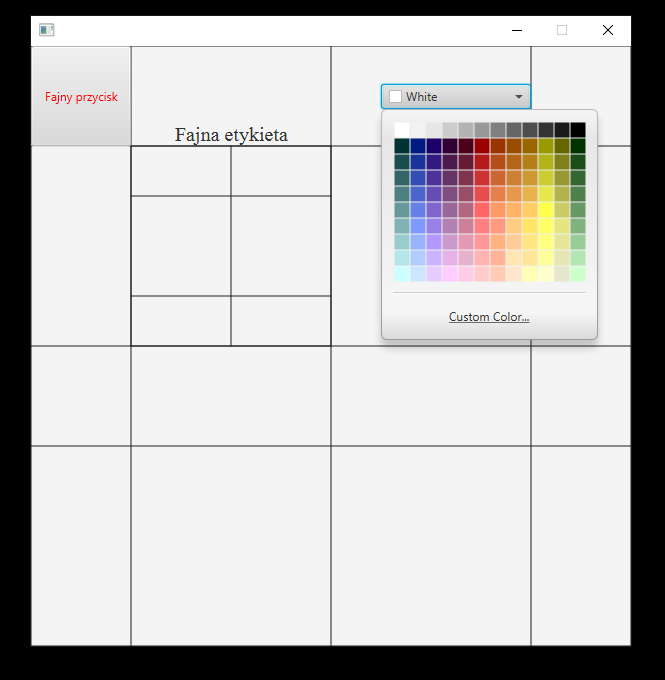 Fajny przycisk
Fajna etykieta
White
Custom Color...